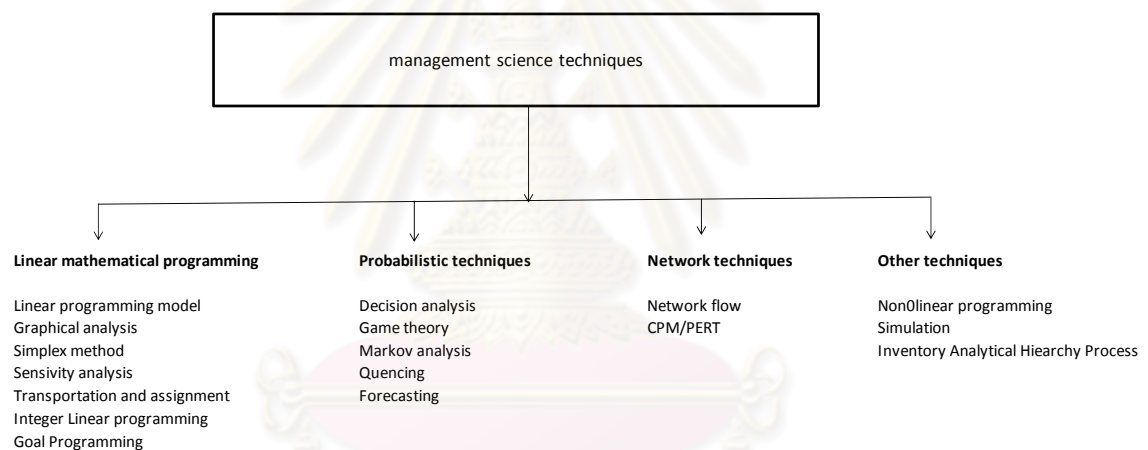 management science techniques
Linear mathematical programming
Linear programming model
Graphical analysis
Simplex method
Sensivity analysis
Transportation and assignment
Integer Linear programming
Goal Programming
Probabilistic techniques
Decision analysis
Game theory
Markov analysis
Quencing
Forecasting
Network techniques
Network flow
CPM/PERT
Other techniques
Non0linear programming
Simulation
Inventory Analytical Hiearchy Process